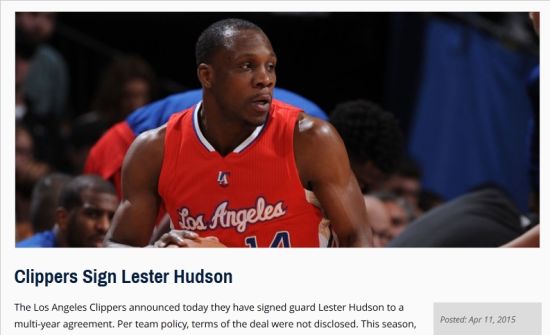 Los Angeles
14
Clippers Sign Lester Hudson
The Los Angeles Clippers announced today they have signed guard Lester Hudson to a
multi-year agreement. Per team policy, terms of the deal were not disclosed. This season,
Posted: Apr 11, 2015